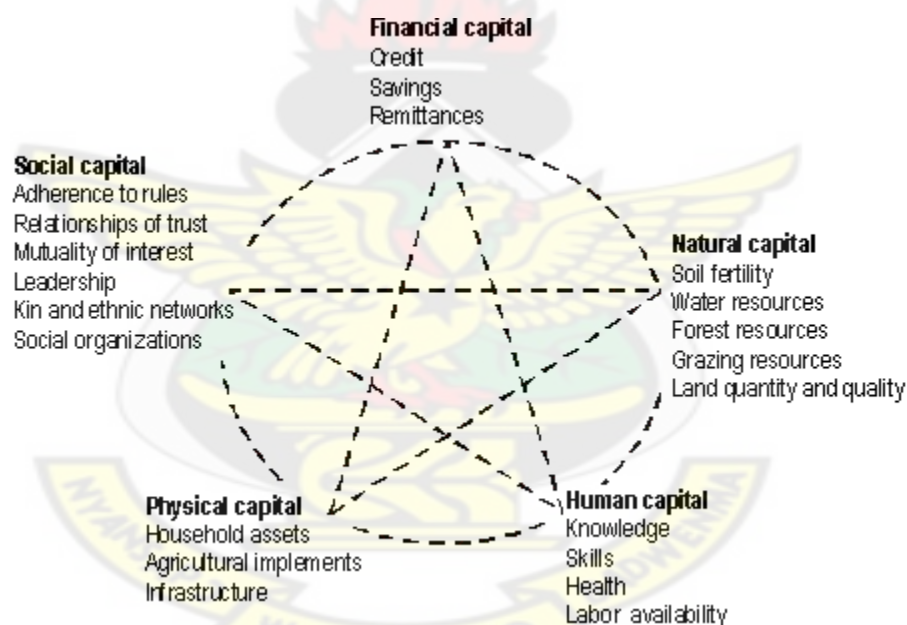 Financial capital
Credit
Savings
Remittances
Social capital
Adherence to rules
Relationships of trust
Mutuality of interest
Leadership
Kin and ethnic networks
Social organizations
Natural capital
Soil fertility
Water resources
Forest resources
Grazing resources
Land quantity and quality
Physical capital
Household assets
Agricultural implements
Infrastructure
Human capital
Knowledge
Skills
Health
Labor availability